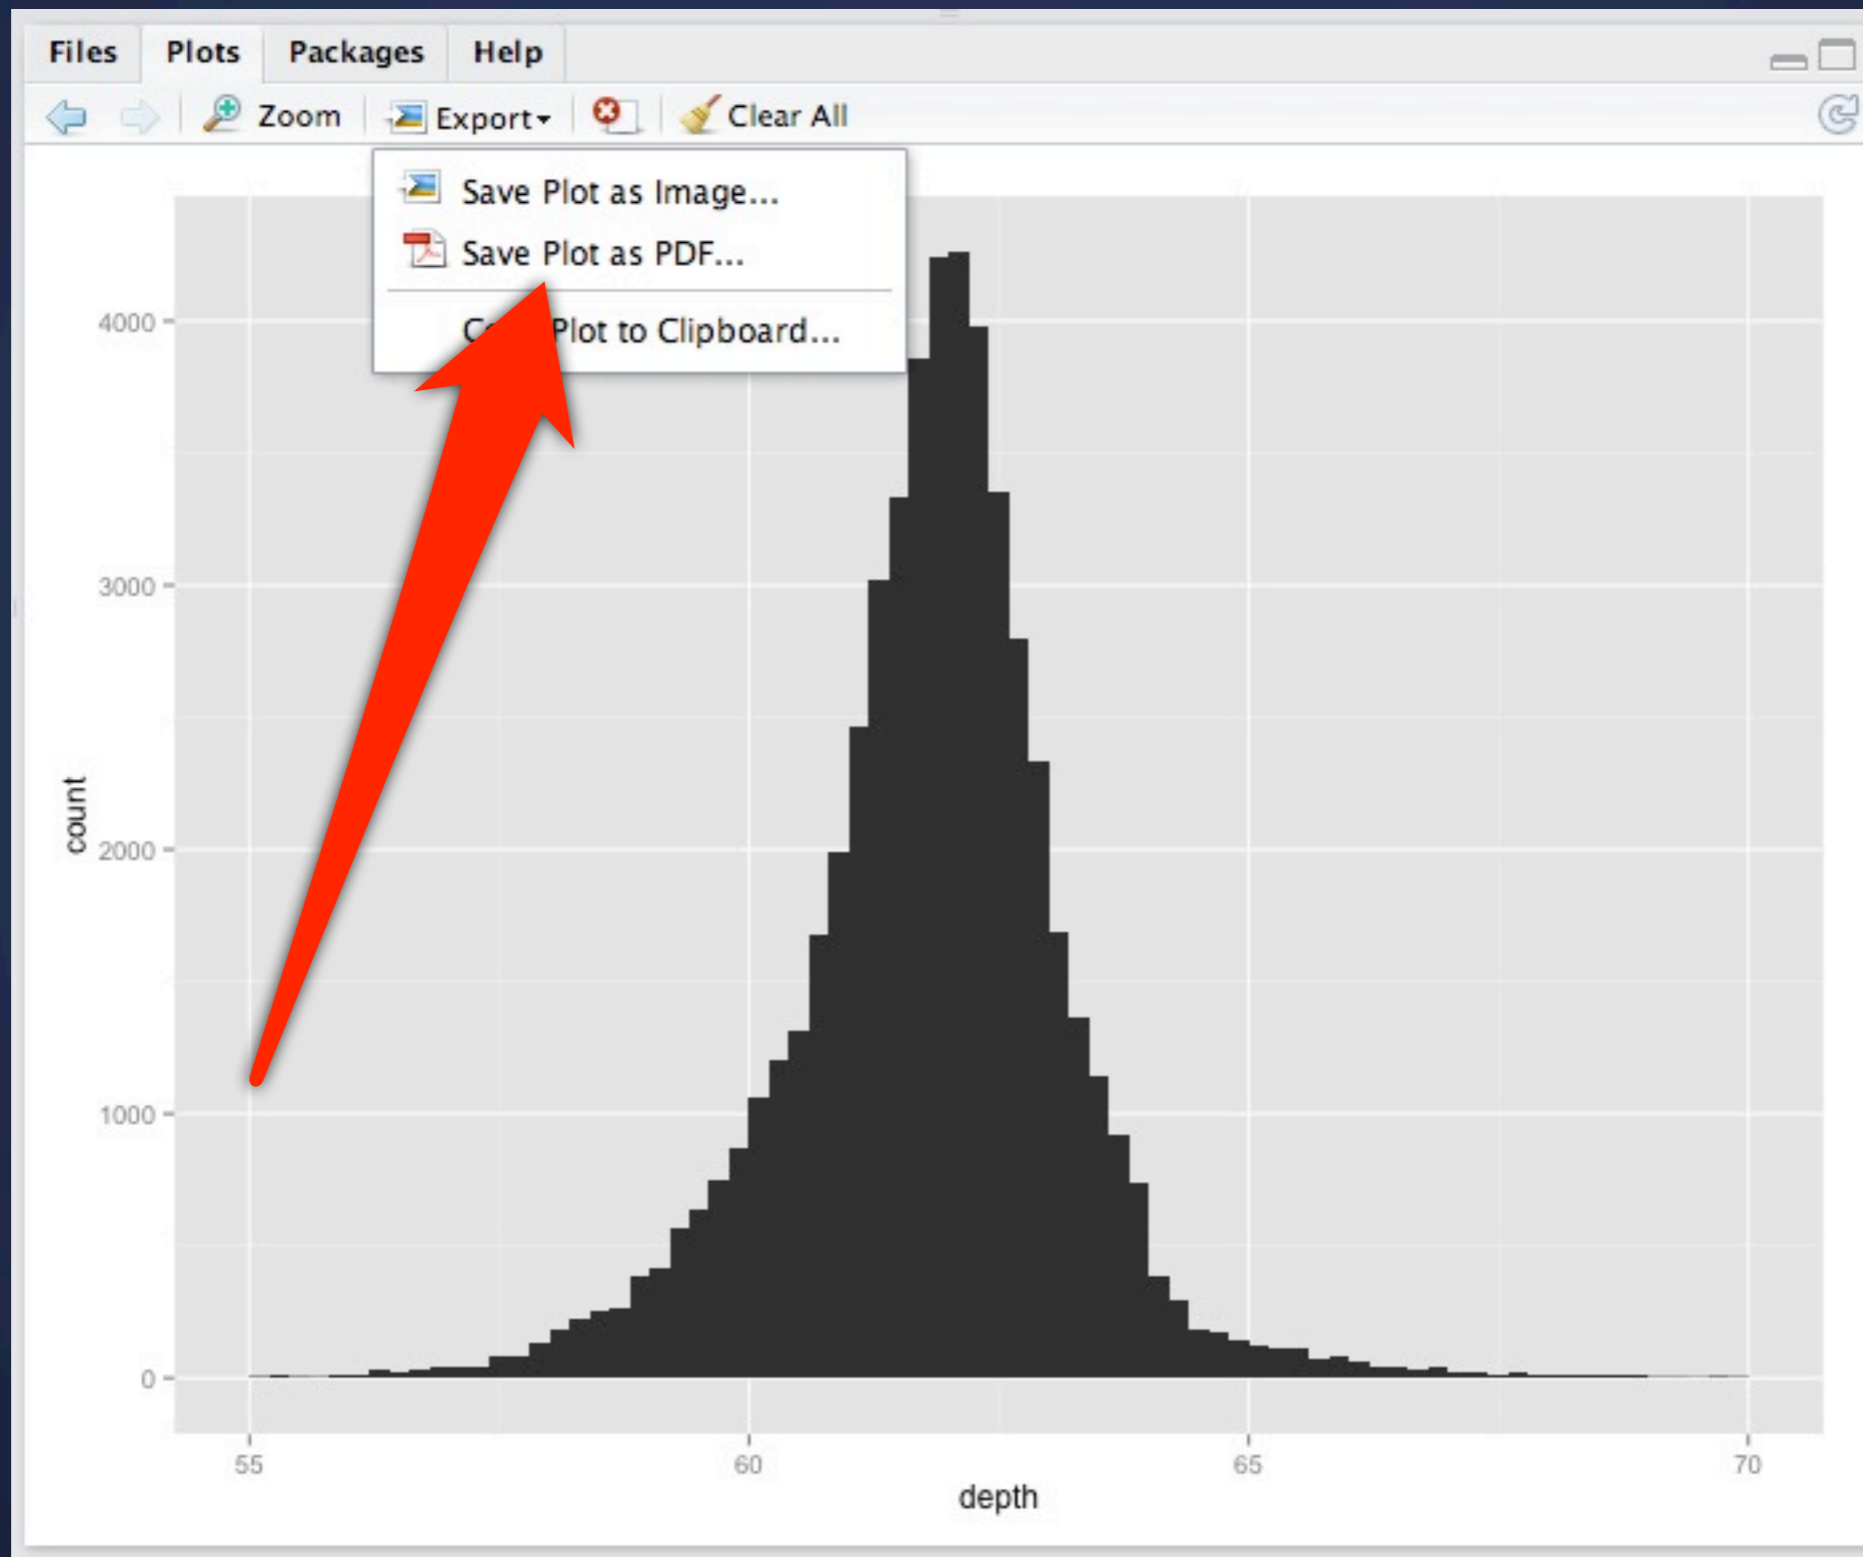 Files Plots Packages Help
Zoom Export Clear All
Save Plot as Image...
Save Plot as PDF...
Plot to Clipboard...
4000
3000
2000
1000
0
count
55 60 65 70
depth